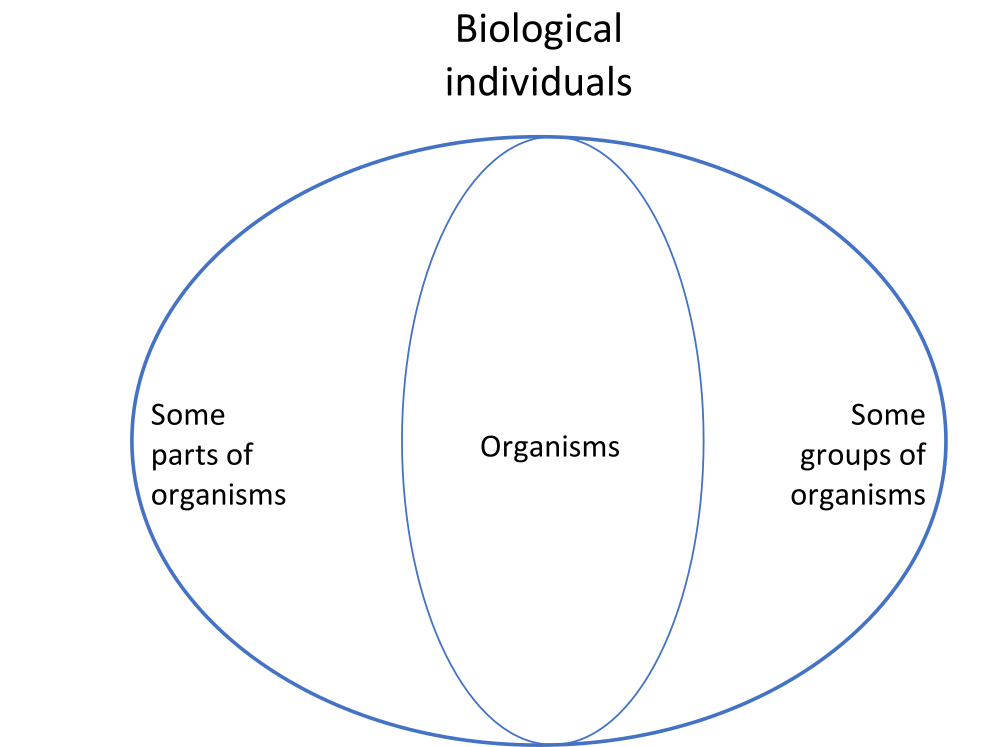 Biological
individuals
Some
parts of
organisms
Organisms
Some
groups of
organisms